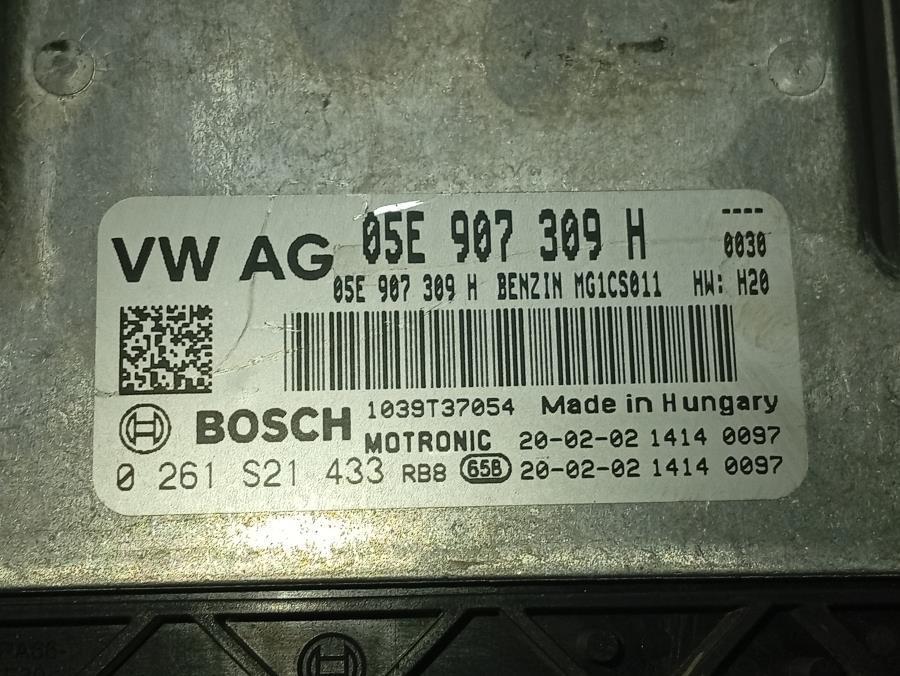 VW AG 05E 907 309 H ----
0030
05E 907 309 H BENZIN MG1CS011 HW: H20
BOSCH 1039T37054 Made in Hungary
MOTRONIC 20-02-02 1414 0097
0 261 S21 433 RB8 65B 20-02-02 1414 0097